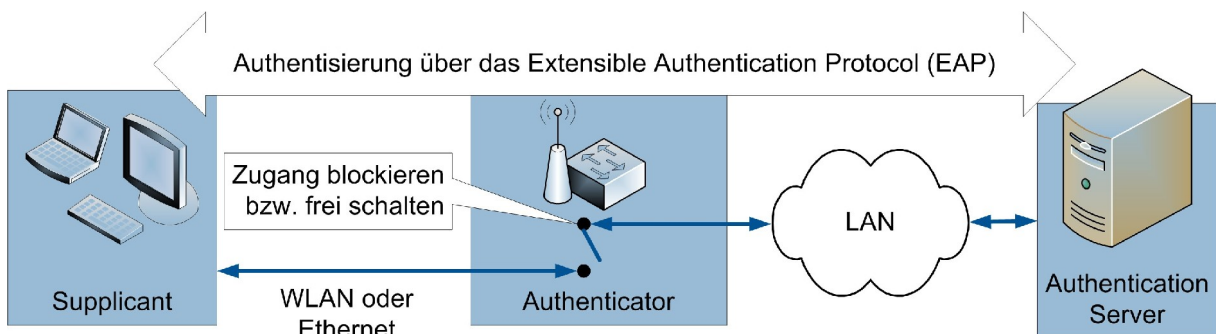 Authentisierung über das Extensible Authentication Protocol (EAP)
Zugang blockieren
bzw. frei schalten
LAN
Supplicant
WLAN oder
Ethernet
Authenticator
Authentication
Server